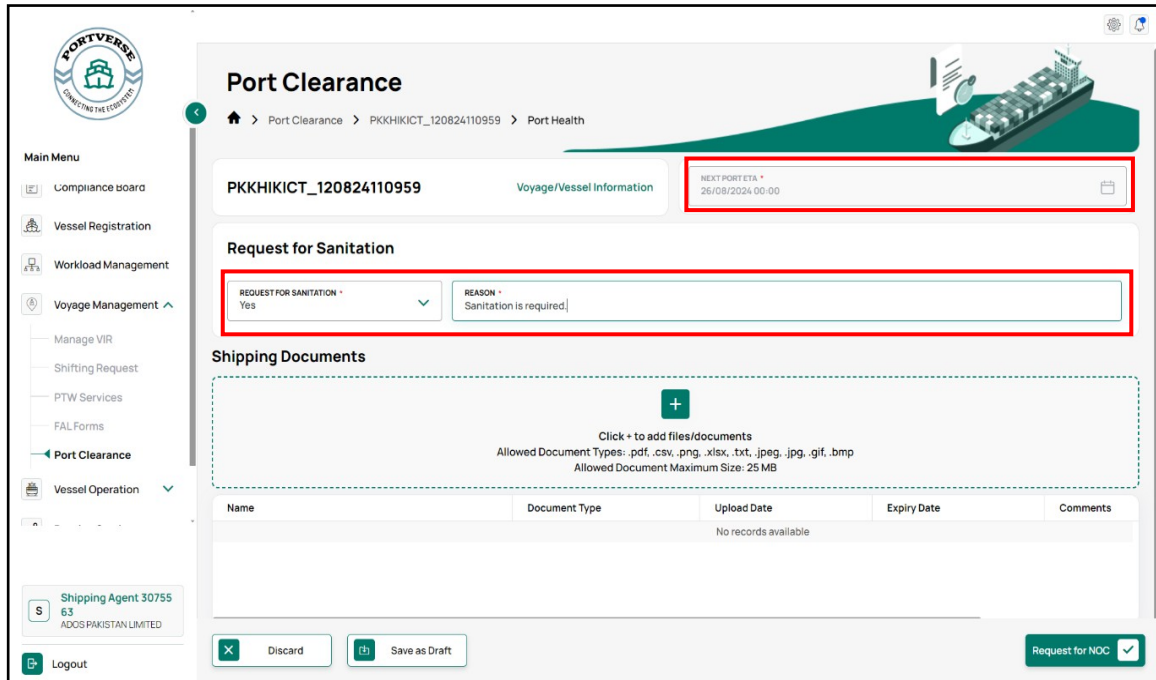 PORTVERSE
CONNECTING THE ECOSYSTEM
Main Menu
Compliance Board
Vessel Registration
Workload Management
Voyage Management
Manage VIR
Shifting Request
PTW Services
FAL Forms
Port Clearance
Vessel Operation
S
Shipping Agent 30755
63
ADOS PAKISTAN LIMITED
Logout
Port Clearance
> Port Clearance > PKKHIKICT_120824110959 > Port Health
PKKHIKICT_120824110959
Voyage/Vessel Information
NEXT PORT ETA *
26/08/2024 00:00
Request for Sanitation
REQUEST FOR SANITATION *
Yes
REASON *
Sanitation is required.
Shipping Documents
+
Click + to add files/documents
Allowed Document Types: .pdf, .csv, .png, .xlsx, .txt, .jpeg, .jpg, .gif, .bmp
Allowed Document Maximum Size: 25 MB
Name Document Type Upload Date Expiry Date Comments
No records available
Discard
Save as Draft
Request for NOC